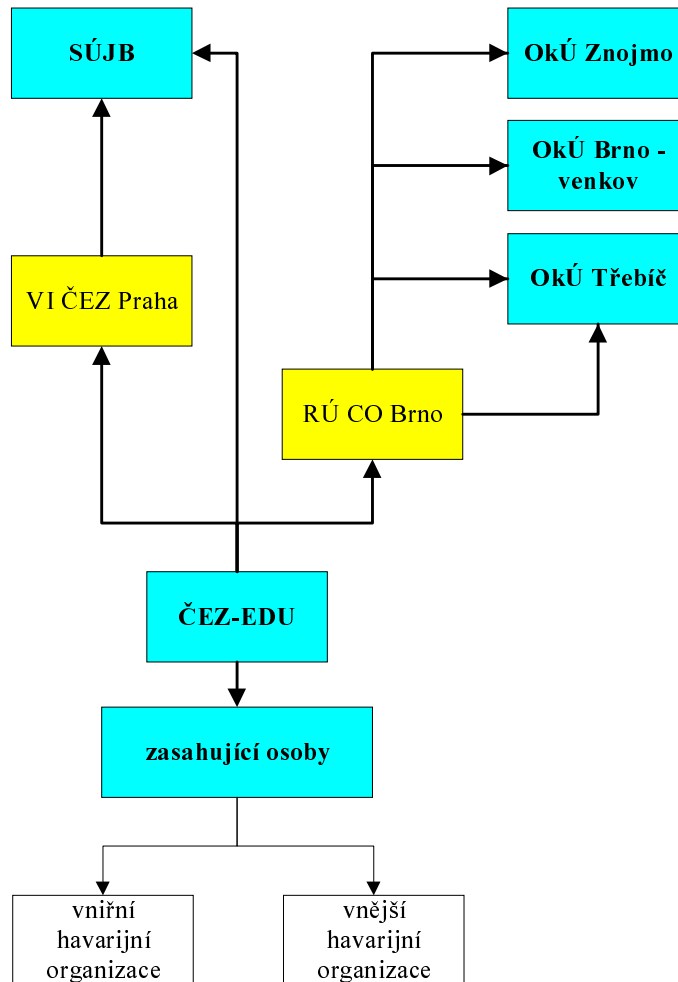 SÚJB
OkÚ Znojmo
OkÚ Brno -
venkov
OkÚ Třebíč
VI ČEZ Praha
RÚ CO Brno
ČEZ-EDU
zasahující osoby
vniřní
havarijní
organizace
vnější
havarijní
organizace